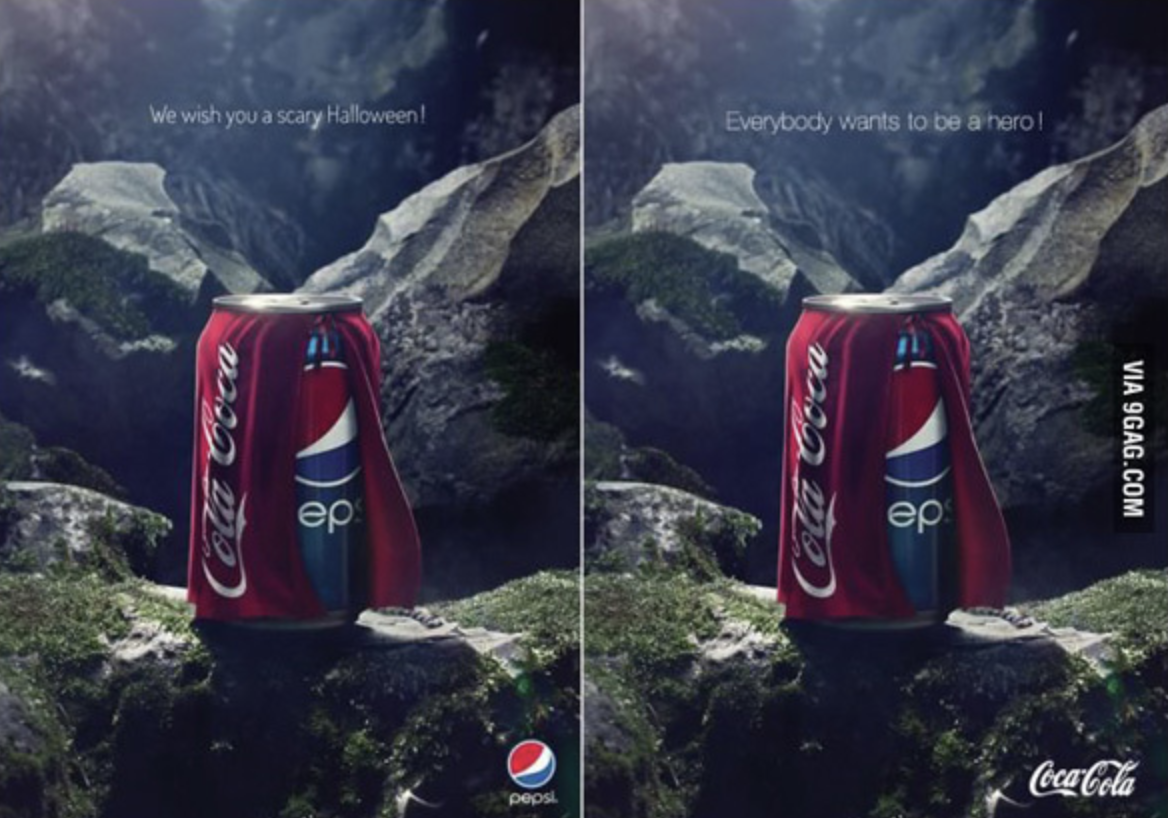 We wish you a scary Halloween!
Cola Coca
eps
pepsi.
Everybody wants to be a hero!
Cola Coca
eps
Coca-Cola
VIA 9GAG.COM